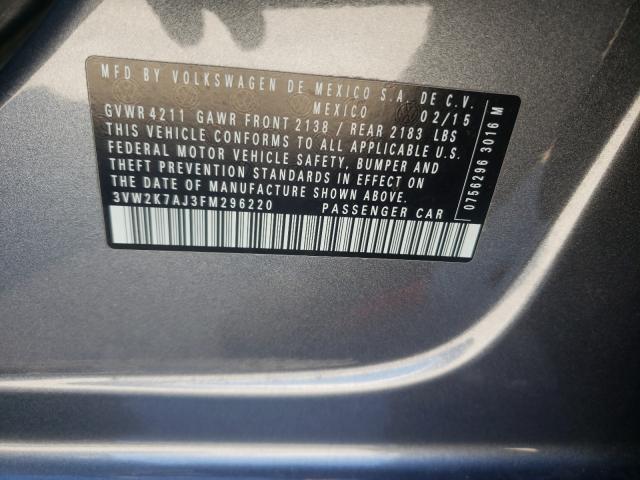 MFD BY VOLKSWAGEN DE MEXICO S.A. DE C.V.
MEXICO 02/15
GVWR 4211 GAWR FRONT 2138 / REAR 2183 LBS
THIS VEHICLE CONFORMS TO ALL APPLICABLE U.S.
FEDERAL MOTOR VEHICLE SAFETY, BUMPER AND
THEFT PREVENTION STANDARDS IN EFFECT ON
THE DATE OF MANUFACTURE SHOWN ABOVE.
3VW2K7AJ3FM296220 PASSENGER CAR
0756296 3016 M